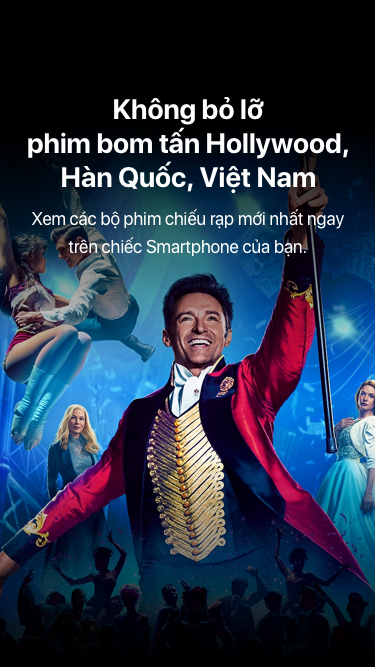 Không bỏ lỡ
phim bom tấn Hollywood,
Hàn Quốc, Việt Nam
Xem các bộ phim chiếu rạp mới nhất ngay
trên chiếc Smartphone của bạn.